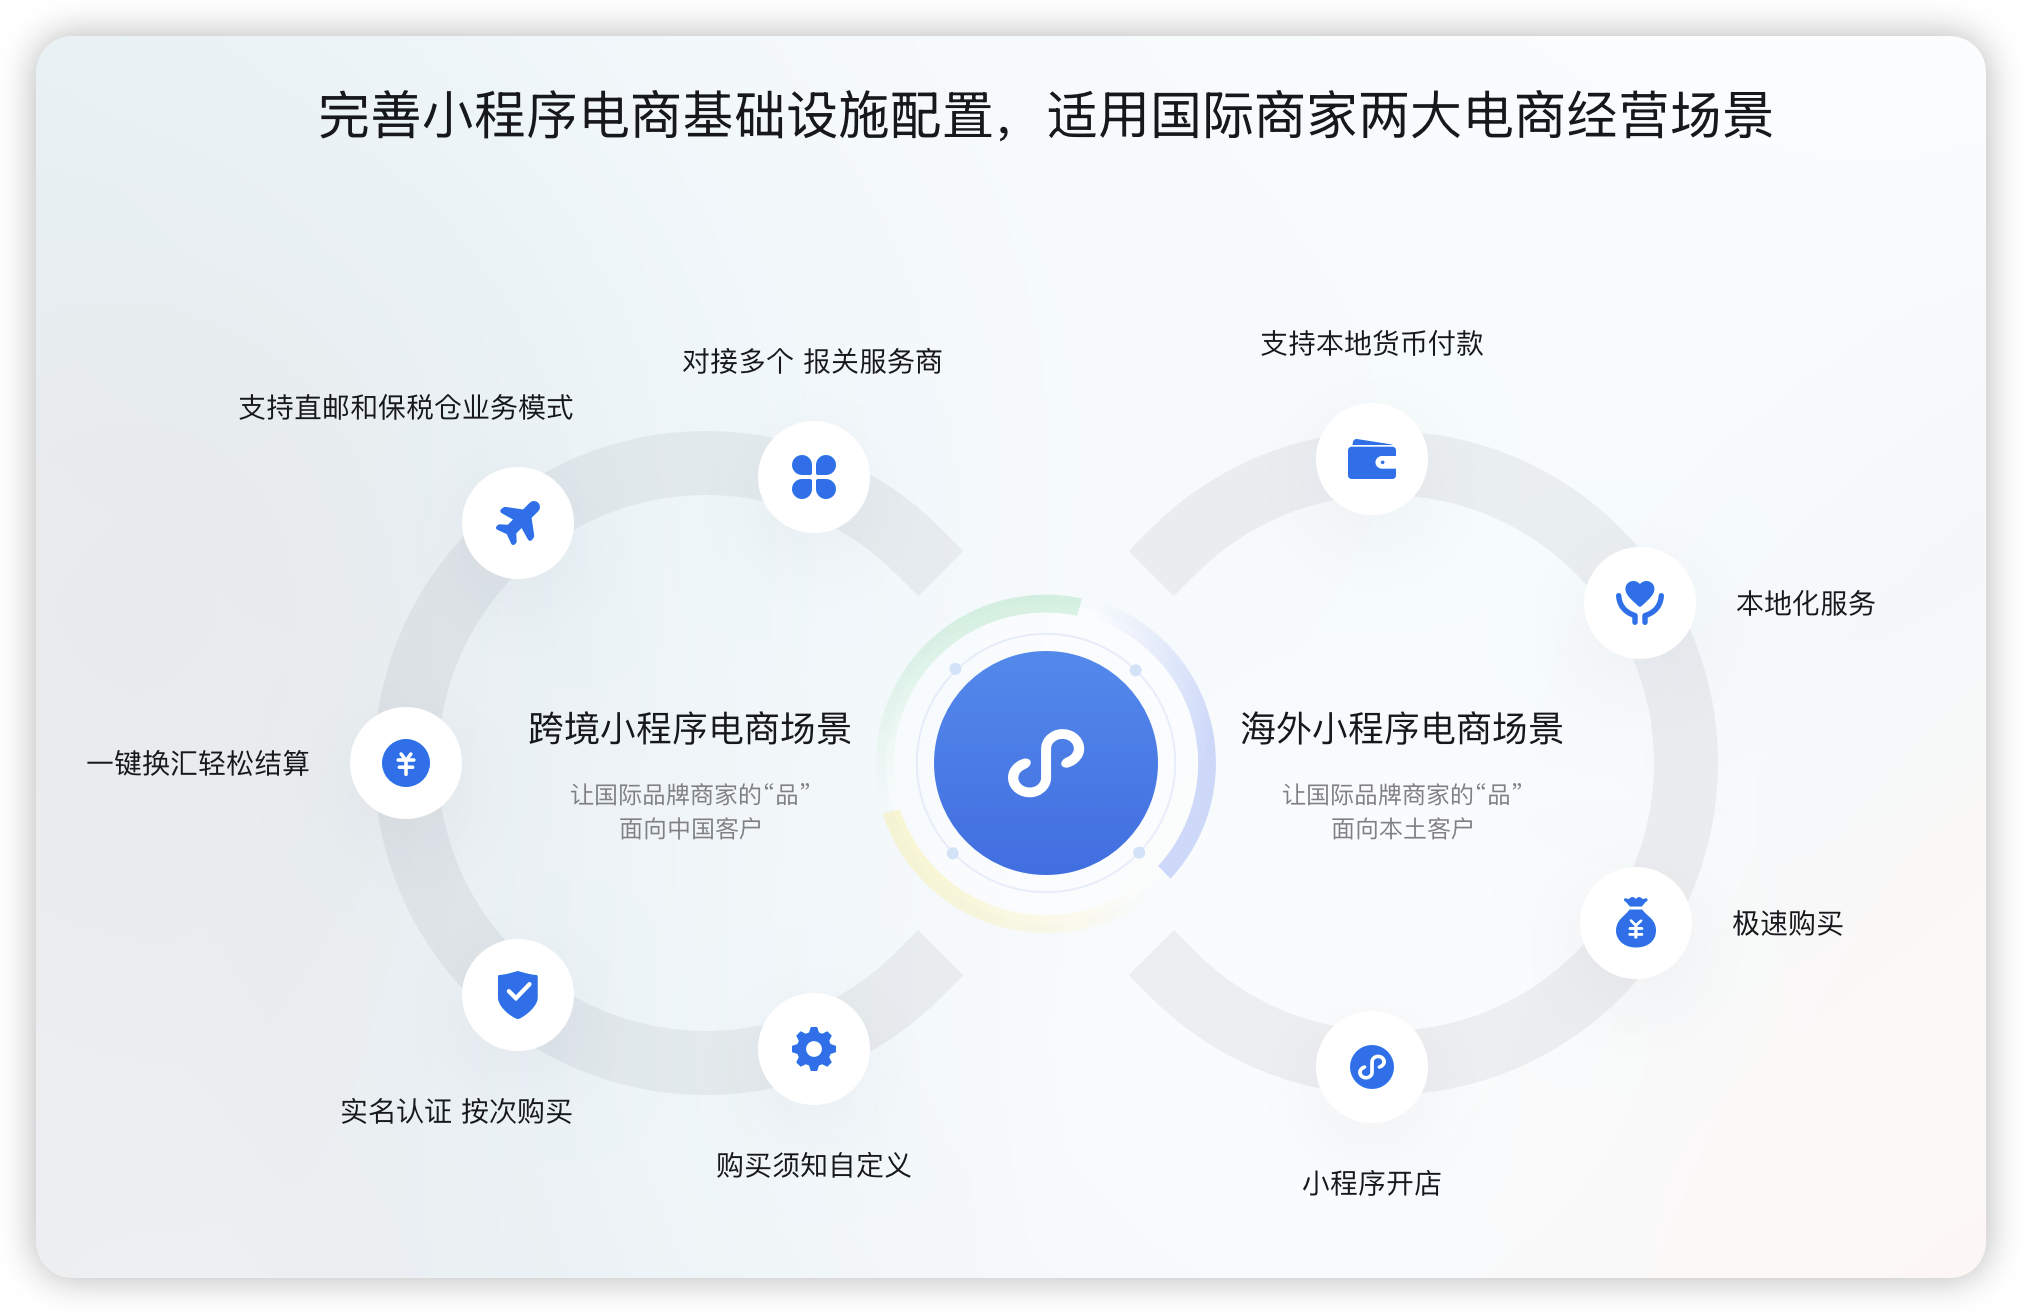 完善小程序电商基础设施配置，适用国际商家两大电商经营场景
对接多个 报关服务商
支持直邮和保税仓业务模式
一键换汇轻松结算
实名认证 按次购买
购买须知自定义
跨境小程序电商场景
让国际品牌商家的“品”
面向中国客户
支持本地货币付款
本地化服务
海外小程序电商场景
让国际品牌商家的“品”
面向本土客户
极速购买
小程序开店